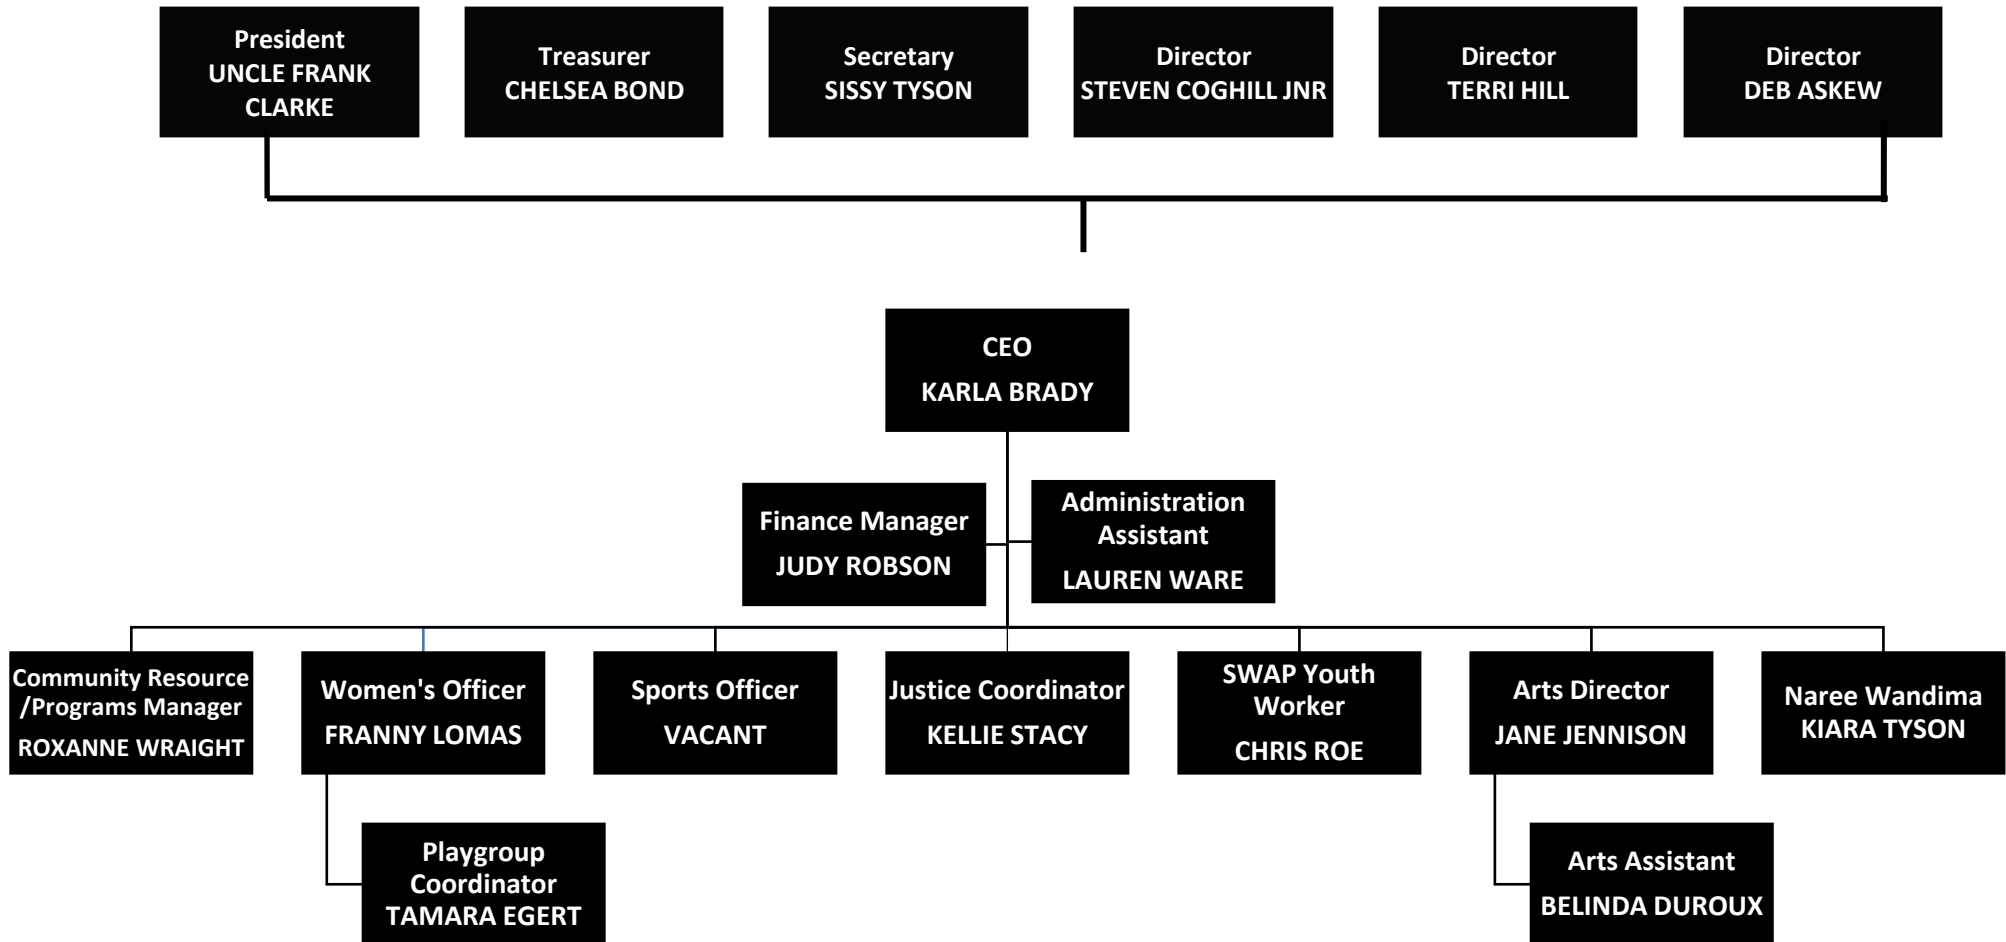 President
UNCLE FRANK
CLARKE
Treasurer
CHELSEA BOND
Secretary
SISSY TYSON
Director
STEVEN COGHILL JNR
Director
TERRI HILL
Director
DEB ASKEW
CEO
KARLA BRADY
Finance Manager
JUDY ROBSON
Administration
Assistant
LAUREN WARE
Community Resource
/Programs Manager
ROXANNE WRAIGHT
Women's Officer
FRANNY LOMAS
Sports Officer
VACANT
Justice Coordinator
KELLIE STACY
SWAP Youth
Worker
CHRIS ROE
Arts Director
JANE JENNISON
Naree Wandima
KIARA TYSON
Playgroup
Coordinator
TAMARA EGERT
Arts Assistant
BELINDA DUROUX